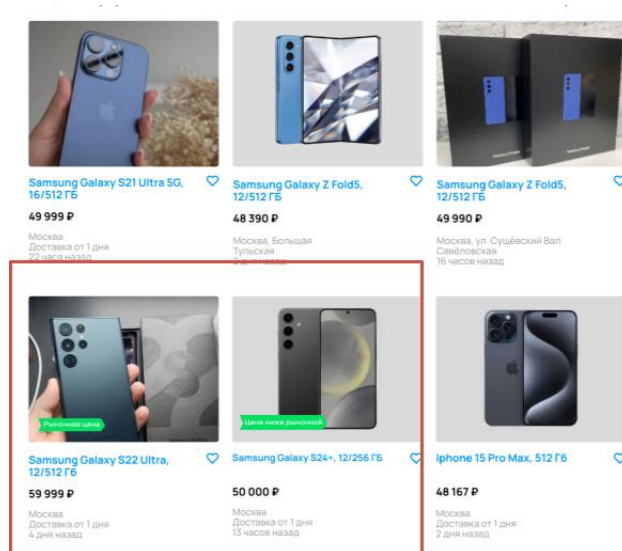 Samsung Galaxy S21 Ultra 5G,
16/512 ГБ
49 999 ₽
Москва
Доставка от 1 дня
22 часа назад
Samsung Galaxy Z Fold5,
12/512 ГБ
48 390 ₽
Москва, Большая
Тульская
Samsung Galaxy Z Fold5,
12/512 ГБ
49 990 ₽
Москва, ул. Сущёвский Вал
Савёловская
16 часов назад
Рыночная цена
Samsung Galaxy S22 Ultra,
12/512 Гб
59 999 ₽
Москва
Доставка от 1 дня
4 дня назад
Цена ниже рыночной
Samsung Galaxy S24+, 12/256 ГБ
50 000 ₽
Москва
Доставка от 1 дня
13 часов назад
Iphone 15 Pro Max, 512 Гб
48 167 ₽
Москва
Доставка от 1 дня
2 дня назад